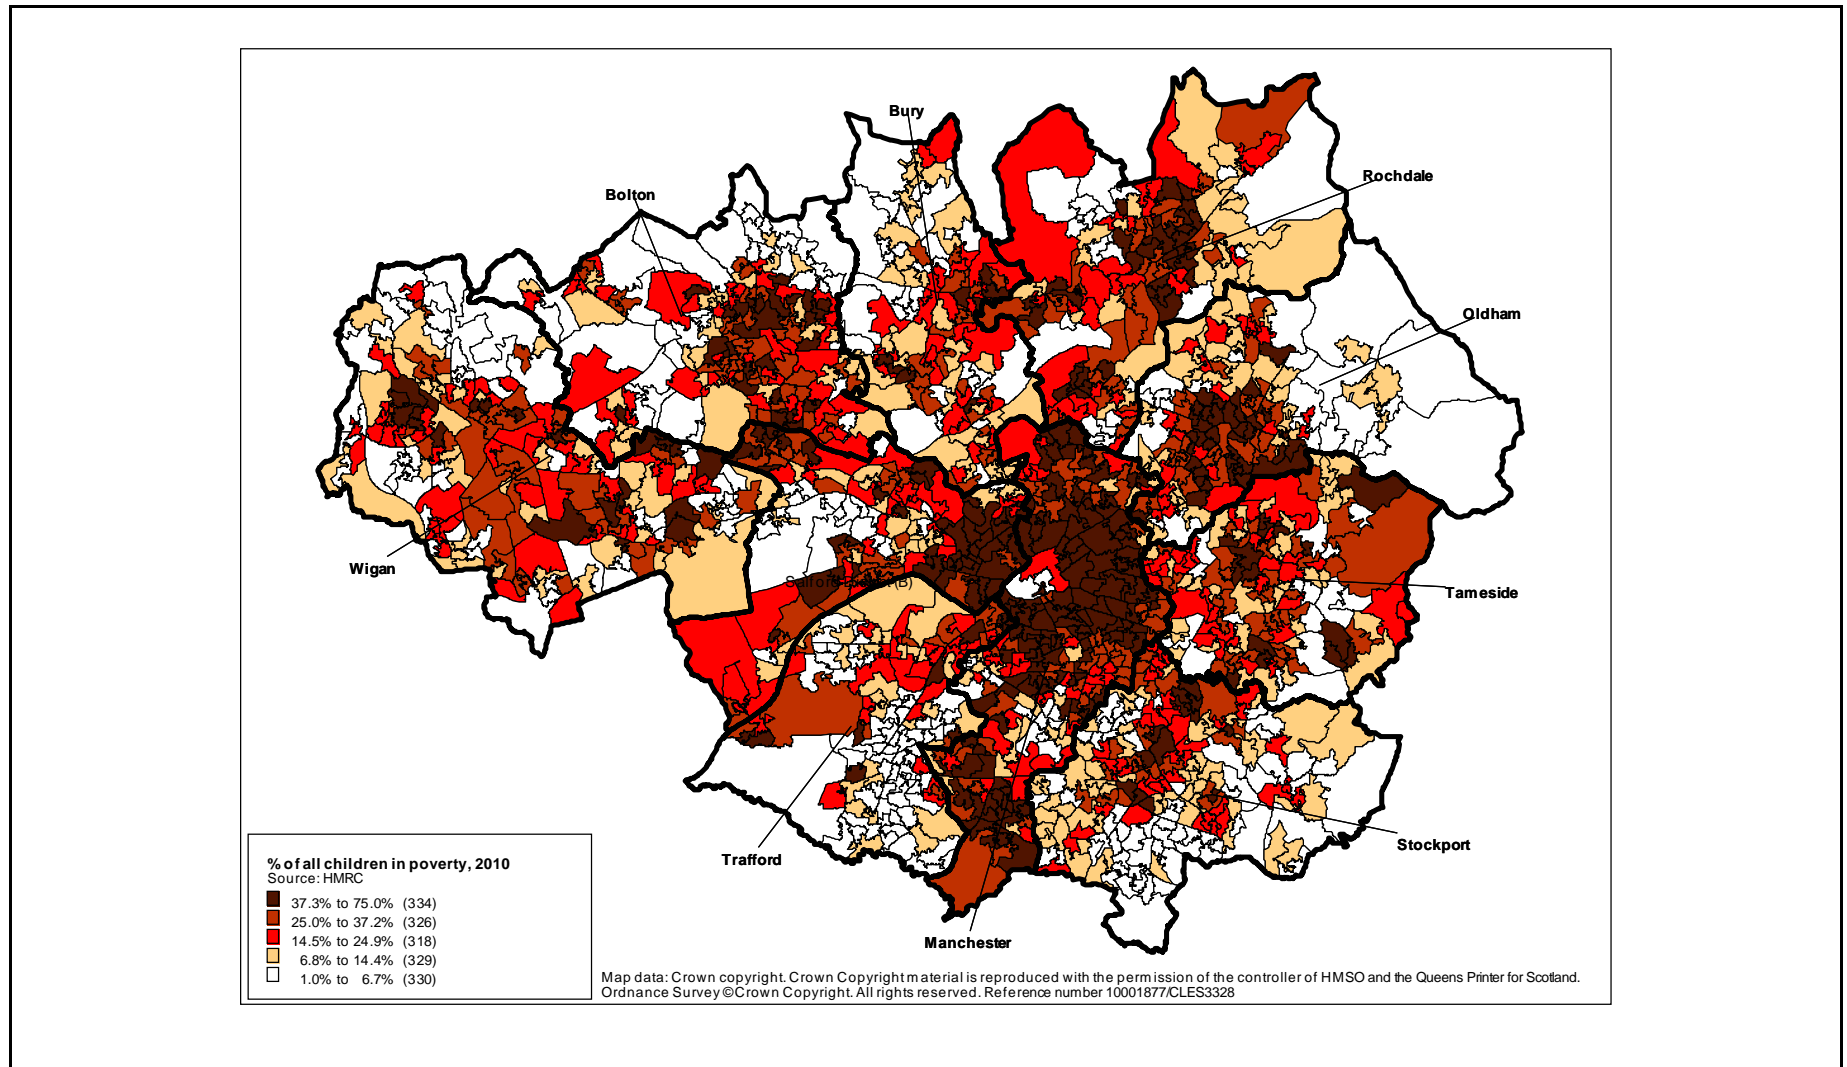 Bury
Rochdale
Bolton
Oldham
Wigan
Salford District (B)
Tameside
Trafford
Stockport
Manchester
% of all children in poverty, 2010
Source: HMRC
37.3% to 75.0% (334)
25.0% to 37.2% (326)
14.5% to 24.9% (318)
6.8% to 14.4% (329)
1.0% to 6.7% (330)
Map data: Crown copyright. Crown Copyright material is reproduced with the permission of the controller of HMSO and the Queens Printer for Scotland.
Ordnance Survey © Crown Copyright. All rights reserved. Reference number 10001877/CLES3328